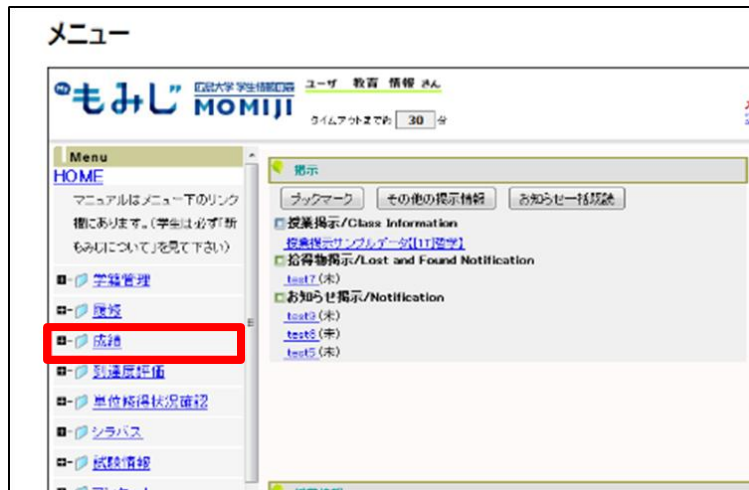 メニュー
もみじ 広島大学 学生情報の森 MOMIJI
ユーザ 教育 情報 さん
タイムアウトまで約 30 分
Menu
HOME
マニュアルはメニュー下のリンク
欄にあります。(学生は必ず「新
もみじについて」を見て下さい)
学籍管理
履修
成績
到達度評価
単位修得状況確認
シラバス
試験情報
掲示
ブックマーク その他の掲示情報 お知らせ一括既読
授業掲示/Class Information
授業掲示サンプルデータ【[1T]哲学】
拾得物掲示/Lost and Found Notification
test7 (未)
お知らせ掲示/Notification
test9 (未)
test6 (未)
test5 (未)